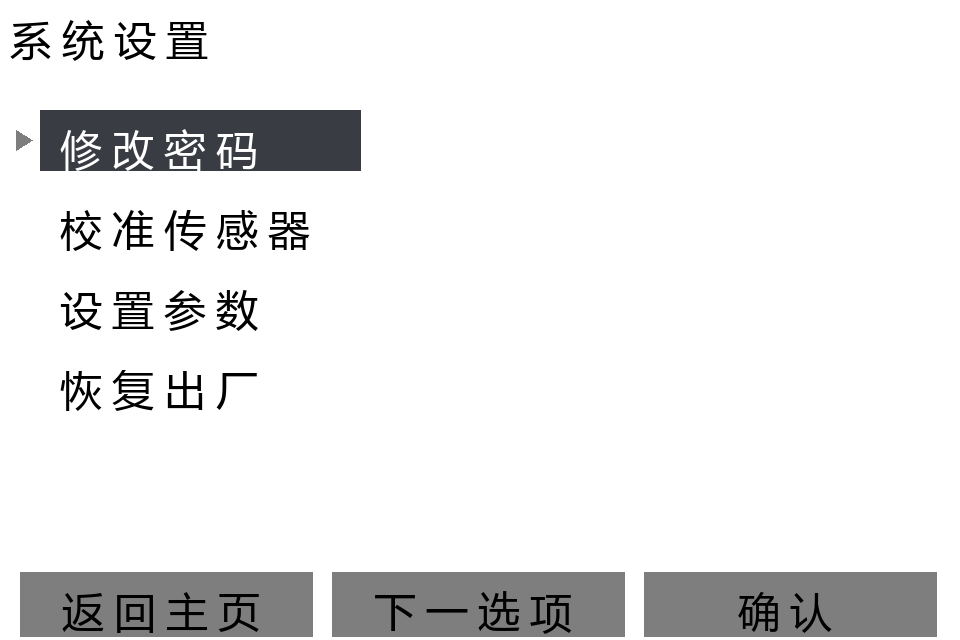 系统设置
修改密码
校准传感器
设置参数
恢复出厂
返回主页 下一选项 确认